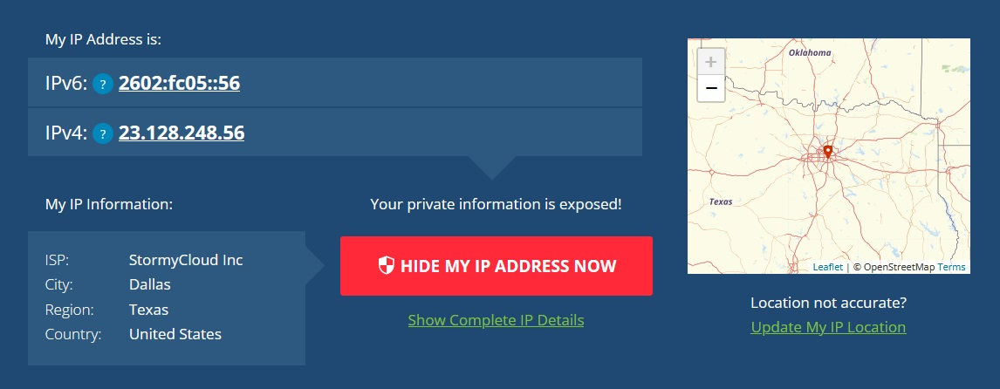 My IP Address is:
IPv6: ? 2602:fc05::56
IPv4: ? 23.128.248.56
My IP Information:
ISP: StormyCloud Inc
City: Dallas
Region: Texas
Country: United States
Your private information is exposed!
HIDE MY IP ADDRESS NOW
Show Complete IP Details
+
−
Oklahoma
Texas
Leaflet | © OpenStreetMap Terms
Location not accurate?
Update My IP Location